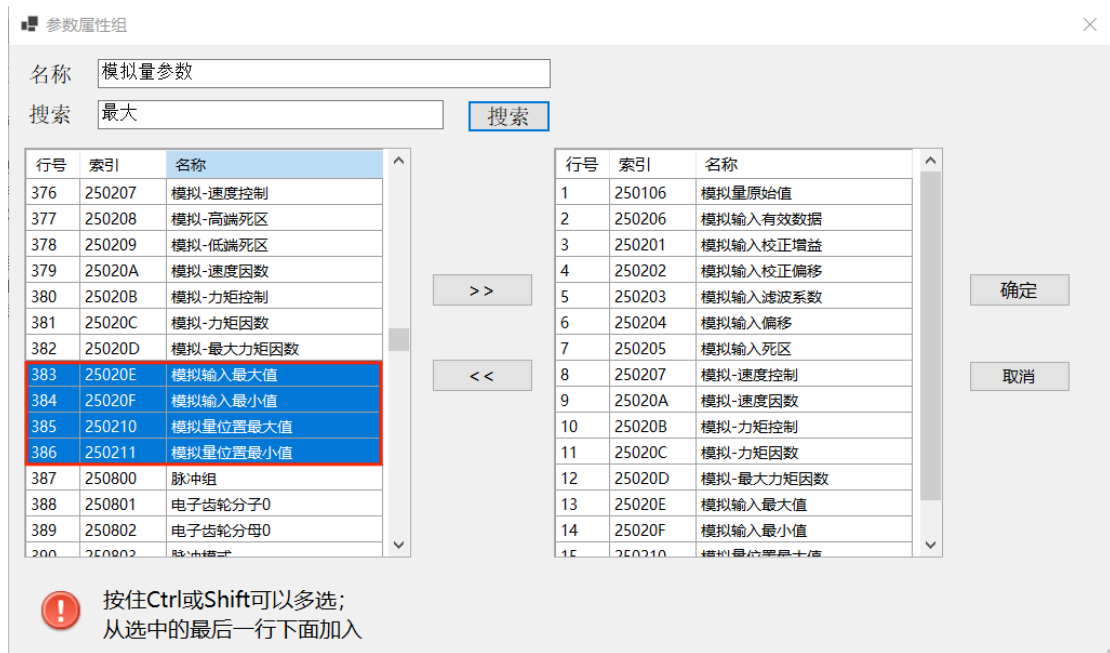 参数属性组
名称 模拟量参数
搜索 最大 搜索
行号 索引 名称
376 250207 模拟-速度控制
377 250208 模拟-高端死区
378 250209 模拟-低端死区
379 25020A 模拟-速度因数
380 25020B 模拟-力矩控制
381 25020C 模拟-力矩因数
382 25020D 模拟-最大力矩因数
383 25020E 模拟输入最大值
384 25020F 模拟输入最小值
385 250210 模拟量位置最大值
386 250211 模拟量位置最小值
387 250800 脉冲组
388 250801 电子齿轮分子0
389 250802 电子齿轮分母0
390 250803 脉冲模式
>>
<<
行号 索引 名称
1 250106 模拟量原始值
2 250206 模拟输入有效数据
3 250201 模拟输入校正增益
4 250202 模拟输入校正偏移
5 250203 模拟输入滤波系数
6 250204 模拟输入偏移
7 250205 模拟输入死区
8 250207 模拟-速度控制
9 25020A 模拟-速度因数
10 25020B 模拟-力矩控制
11 25020C 模拟-力矩因数
12 25020D 模拟-最大力矩因数
13 25020E 模拟输入最大值
14 25020F 模拟输入最小值
15 250210 模拟量位置最大值
确定
取消
按住Ctrl或Shift可以多选；
从选中的最后一行下面加入